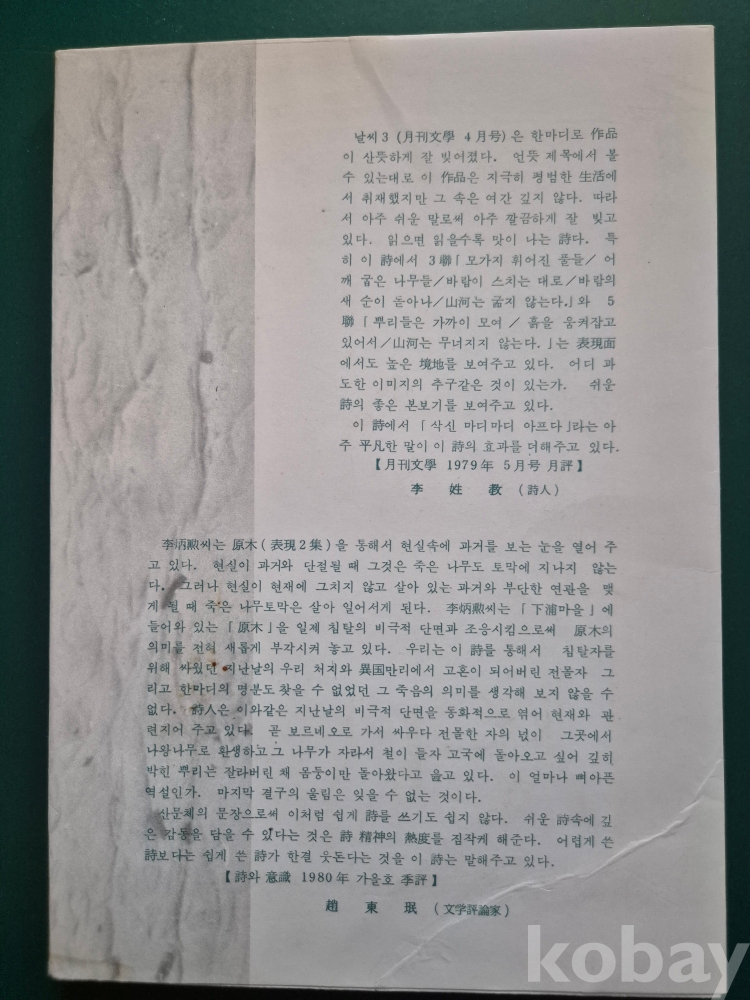 날씨 3 (月刊文學 4月号)은 한마디로 作品
이 산뜻하게 잘 빚어졌다. 언뜻 제목에서 볼
수 있는대로 이 作品은 지극히 평범한 生活에
서 취재했지만 그 속은 여간 깊지 않다. 따라
서 아주 쉬운 말로써 아주 깔끔하게 잘 빚고
있다. 읽으면 읽을수록 맛이 나는 詩다. 특
히 이 詩에서 3聯「모가지 휘어진 풀들/어
깨 굽은 나무들/바람이 스치는 대로/바람의
새 순이 돋아나/山河는 굶지 않는다.」와 5
聯「뿌리들은 가까이 모여 / 흙을 움켜잡고
있어서/山河는 무너지지 않는다.」는 表現面
에서도 높은 境地를 보여주고 있다. 어디 과
도한 이미지의 추구같은 것이 있는가. 쉬운
詩의 좋은 본보기를 보여주고 있다.
이 詩에서 「삭신 마디마디 아프다」라는 아
주 平凡한 말이 이 詩의 효과를 더해주고 있다.
【月刊文學 1979年 5月号 月評】
李 姓 教 (詩人)
李炳勲씨는 原木(表現2集)을 통해서 현실속에 과거를 보는 눈을 열어 주
고 있다. 현실이 과거와 단절될 때 그것은 죽은 나무도 토막에 지나지 않는
다. 그러나 현실이 현재에 그치지 않고 살아 있는 과거와 부단한 연관을 맺
게 될 때 죽은 나무토막은 살아 일어서게 된다. 李炳勲씨는「下浦마을」에
들어와 있는「原木」을 일제 침탈의 비극적 단면과 조응시킴으로써 原木의
의미를 전혀 새롭게 부각시켜 놓고 있다. 우리는 이 詩를 통해서 침탈자를
위해 싸웠던 지난날의 우리 처지와 異国만리에서 고혼이 되어버린 전몰자 그
리고 한마디의 명분도 찾을 수 없었던 그 죽음의 의미를 생각해 보지 않을 수
없다. 詩人은 이와같은 지난날의 비극적 단면을 동화적으로 엮어 현재와 관
련지어 주고 있다. 곧 보르네오로 가서 싸우다 전몰한 자의 넋이 그곳에서
나왕나무로 환생하고 그 나무가 자라서 철이 들자 고국에 돌아오고 싶어 깊히
박힌 뿌리는 잘라버린 채 몸둥이만 돌아왔다고 읊고 있다. 이 얼마나 뼈아픈
역설인가. 마지막 결구의 울림은 잊을 수 없는 것이다.
산문체의 문장으로써 이처럼 쉽게 詩를 쓰기도 쉽지 않다. 쉬운 詩속에 깊
은 감동을 담을 수 있다는 것은 詩 精神의 熱度를 짐작케 해준다. 어렵게 쓴
詩보다는 쉽게 쓴 詩가 한결 웃돈다는 것을 이 詩는 말해주고 있다.
【詩와 意識 1980年 가을호 季評】
趙 東 珉 (文学評論家)
kobay